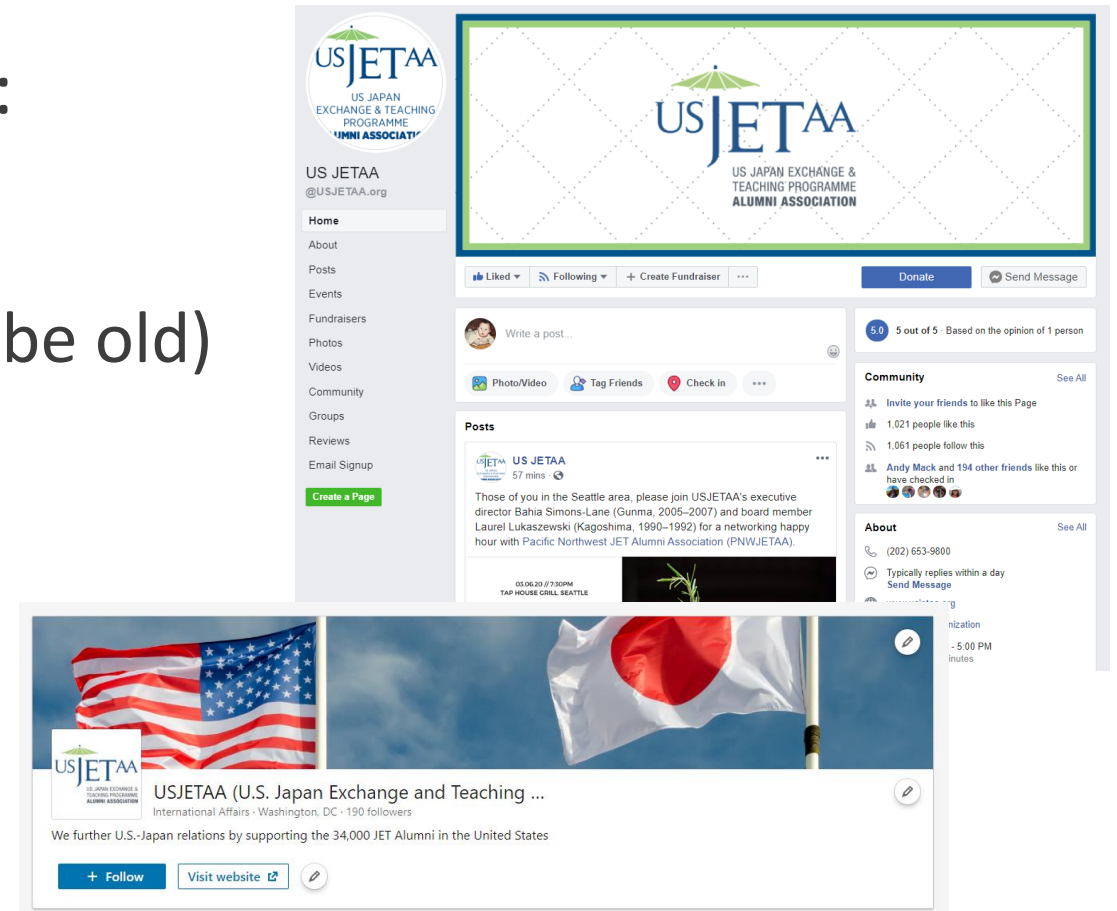 :
be old)
US JETAA
US JAPAN
EXCHANGE & TEACHING
PROGRAMME
ALUMNI ASSOCIATI
US JETAA
@USJETAA.org
Home
About
Posts
Events
Fundraisers
Photos
Videos
Community
Groups
Reviews
Email Signup
Create a Page
US JETAA
US JAPAN EXCHANGE &
TEACHING PROGRAMME
ALUMNI ASSOCIATION
Liked Following + Create Fundraiser ... Donate Send Message
Write a post...
Photo/Video Tag Friends Check in ...
Posts
US JETAA
57 mins ·
Those of you in the Seattle area, please join USJETAA's executive
director Bahia Simons-Lane (Gunma, 2005–2007) and board member
Laurel Lukaszewski (Kagoshima, 1990–1992) for a networking happy
hour with Pacific Northwest JET Alumni Association (PNWJETAA).
03.06.20 // 7:30PM
TAP HOUSE GRILL, SEATTLE
5.0 5 out of 5 · Based on the opinion of 1 person
Community See All
Invite your friends to like this Page
1,021 people like this
1,061 people follow this
Andy Mack and 194 other friends like this or
have checked in
About See All
(202) 653-9800
Typically replies within a day
Send Message
- 5:00 PM
US JETAA
US JAPAN EXCHANGE &
TEACHING PROGRAMME
ALUMNI ASSOCIATION
USJETAA (U.S. Japan Exchange and Teaching ...
International Affairs · Washington, DC · 190 followers
We further U.S.-Japan relations by supporting the 34,000 JET Alumni in the United States
+ Follow Visit website